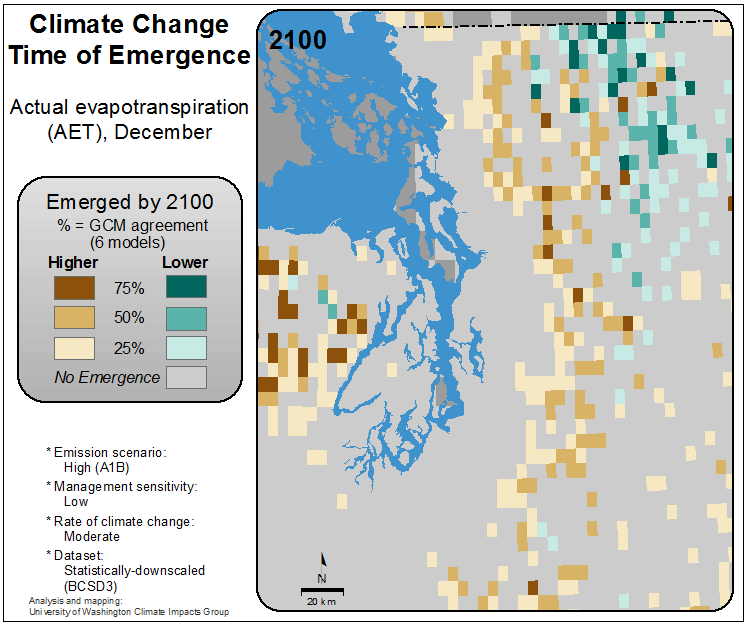 Climate Change
Time of Emergence
Actual evapotranspiration
(AET), December
Emerged by 2100
% = GCM agreement
(6 models)
Higher Lower
75%
50%
25%
No Emergence
* Emission scenario:
High (A1B)
* Management sensitivity:
Low
* Rate of climate change:
Moderate
* Dataset:
Statistically-downscaled
(BCSD3)
Analysis and mapping:
University of Washington Climate Impacts Group
2100
N
20 km